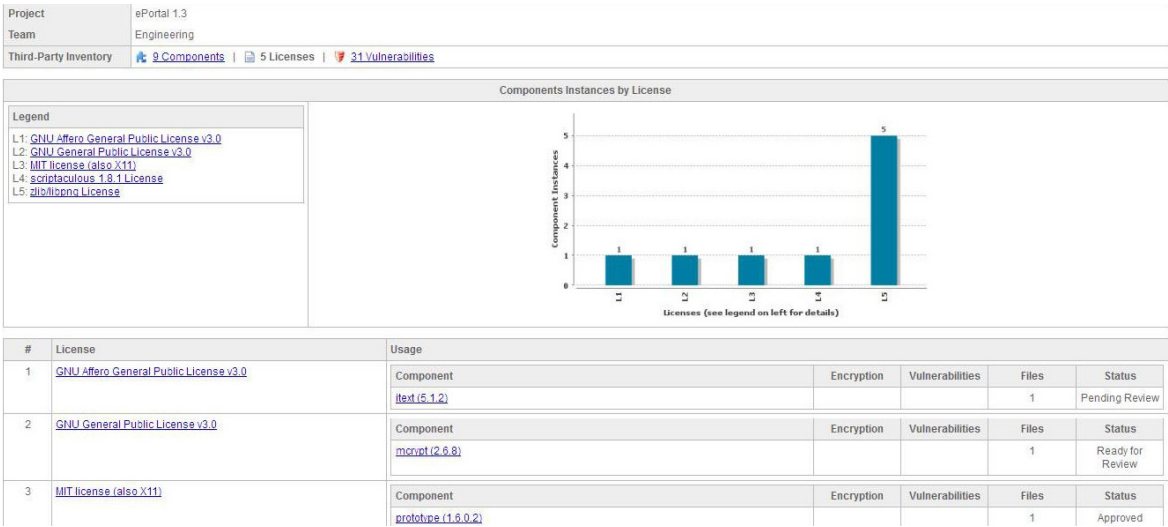 Project ePortal 1.3
Team Engineering
Third-Party Inventory 9 Components | 5 Licenses | 31 Vulnerabilities
Components Instances by License
Legend
L1: GNU Affero General Public License v3.0
L2: GNU General Public License v3.0
L3: MIT license (also X11)
L4: scriptaculous 1.8.1 License
L5: zlib/libpng License
Component Instances
5
4
3
2
1
0
1 1 1 1 5
L1 L2 L3 L4 L5
Licenses (see legend on left for details)
# License Usage
1 GNU Affero General Public License v3.0
Component Encryption Vulnerabilities Files Status
itext (5.1.2) 1 Pending Review
2 GNU General Public License v3.0
Component Encryption Vulnerabilities Files Status
mcrypt (2.6.8) 1 Ready for
Review
3 MIT license (also X11)
Component Encryption Vulnerabilities Files Status
prototype (1.6.0.2) 1 Approved